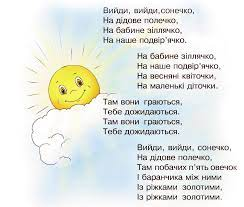 Вийди, вийди,сонечко,
На дідове полечко,
На бабине зіллячко,
На наше подвір'ячко.
На бабине зіллячко,
На наше подвір'ячко,
На весняні квіточки,
На маленькі діточки.
Там вони граються,
Тебе дожидаються.
Там вони граються,
Тебе дожидаються.
Вийди, вийди, сонечко,
На дідове полечко,
Там побачих п'ять овечок
І баранчика між ними
Із ріжками золотими,
Із ріжками золотими.